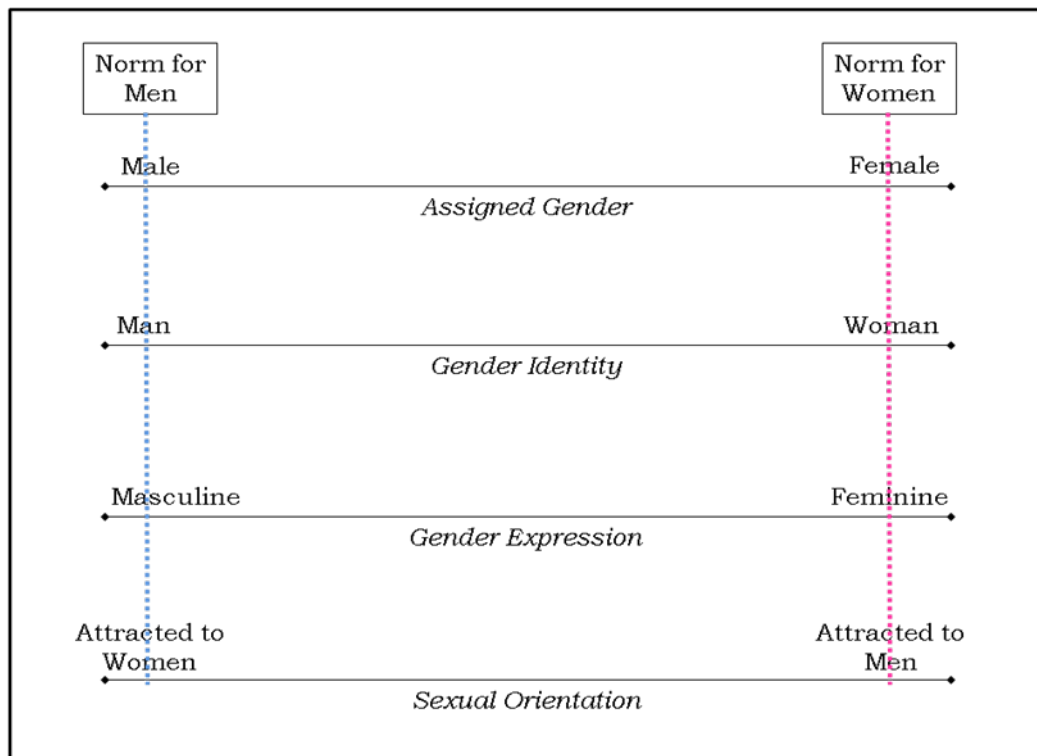 Norm for
Men
Norm for
Women
Male
Female
Assigned Gender
Man
Woman
Gender Identity
Masculine
Feminine
Gender Expression
Attracted to
Women
Attracted to
Men
Sexual Orientation